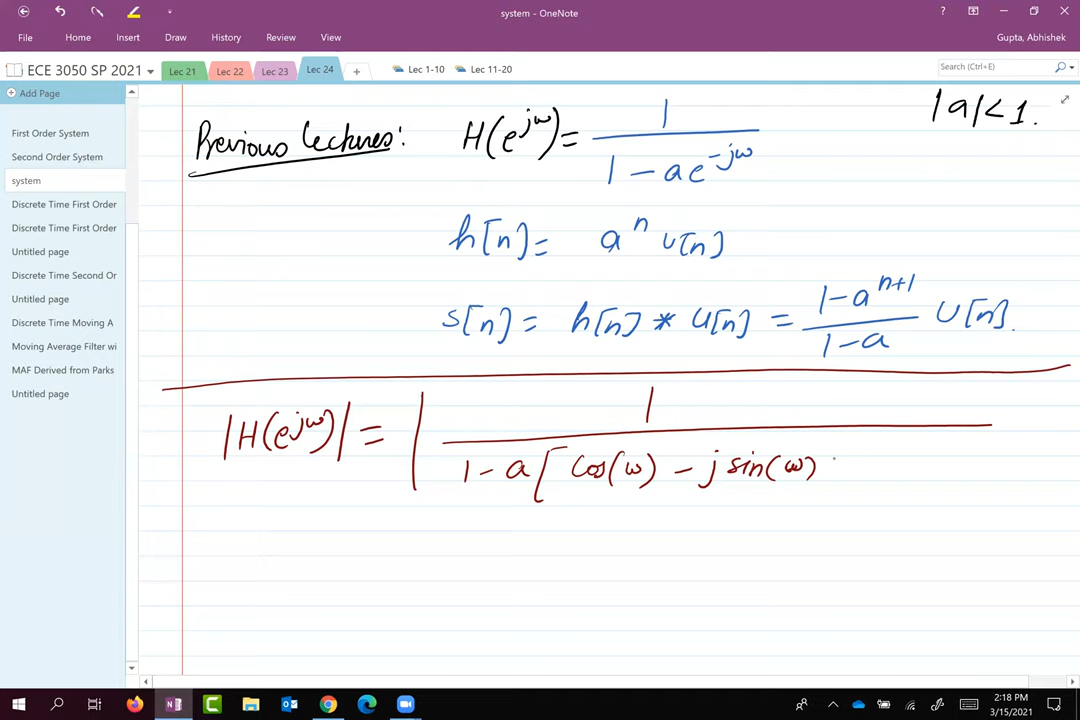 system - OneNote
?
Gupta, Abhishek
File Home Insert Draw History Review View
ECE 3050 SP 2021
Lec 21 Lec 22 Lec 23 Lec 24 + Lec 1-10 Lec 11-20
Search (Ctrl+E)
Add Page
First Order System
Second Order System
system
Discrete Time First Order
Discrete Time First Order
Untitled page
Discrete Time Second Or
Untitled page
Discrete Time Moving A
Moving Average Filter wi
MAF Derived from Parks
Untitled page
|a|<1.
Previous lectures: H(e^{jω}) = 1 / (1 - ae^{-jω})
h[n] = a^n u[n]
s[n] = h[n] * u[n] = (1-a^{n+1}) / (1-a) u[n].
|H(e^{jω})| = | 1 / (1 - a[ cos(ω) - j sin(ω)
2:18 PM
3/15/2021